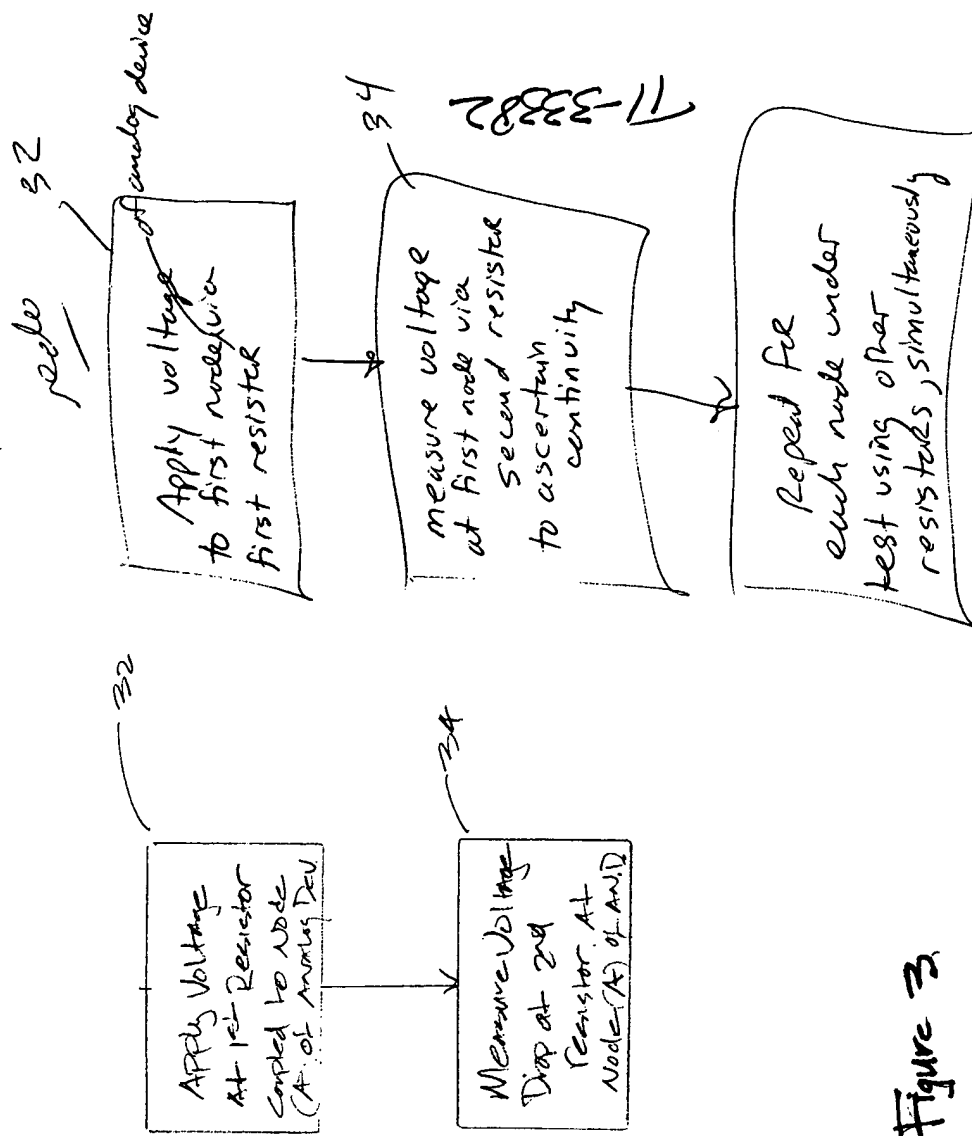 redo
32
of analog device
Apply voltage
to first node via
first resistor
34
measure voltage
at first node via
second resistor
to ascertain
continuity
TI-33382
Repeat for
each node under
test using other
resistors, simultaneously
32
Apply Voltage
At 1st Resistor
Coupled to Node
(A) of Analog Dev
34
Measure Voltage
Drop at 2nd
resistor At
Node (A) of AN.D
Figure 3